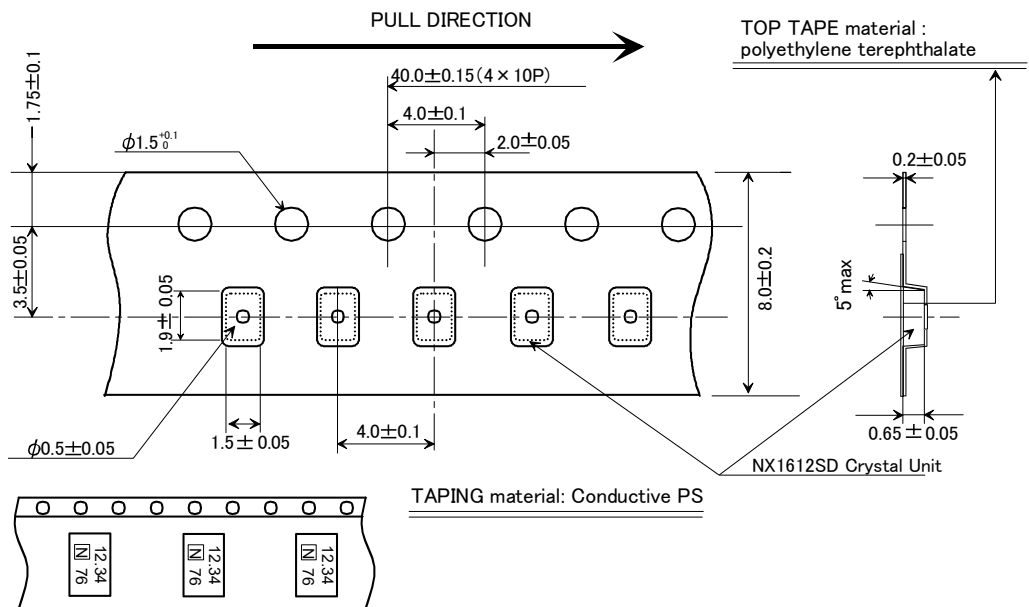 PULL DIRECTION
TOP TAPE material :
polyethylene terephthalate
1.75±0.1
40.0±0.15(4×10P)
4.0±0.1
2.0±0.05
ϕ1.5 +0.1 0
0.2±0.05
3.5±0.05
1.9± 0.05
8.0±0.2
5°max
ϕ0.5±0.05
1.5± 0.05
4.0±0.1
0.65 ± 0.05
NX1612SD Crystal Unit
TAPING material: Conductive PS
12.34
N 76
12.34
N 76
12.34
N 76